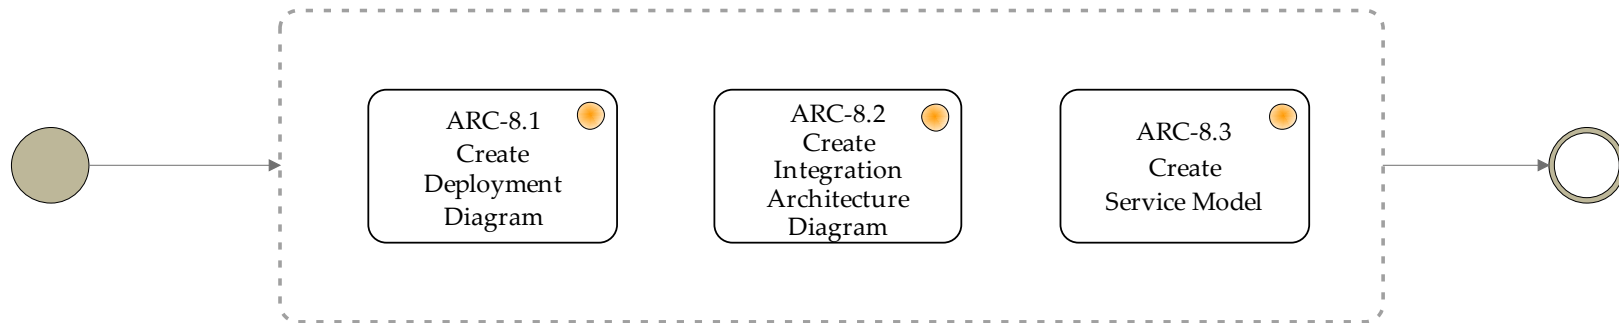 ARC-8.1
Create
Deployment
Diagram
ARC-8.2
Create
Integration
Architecture
Diagram
ARC-8.3
Create
Service Model